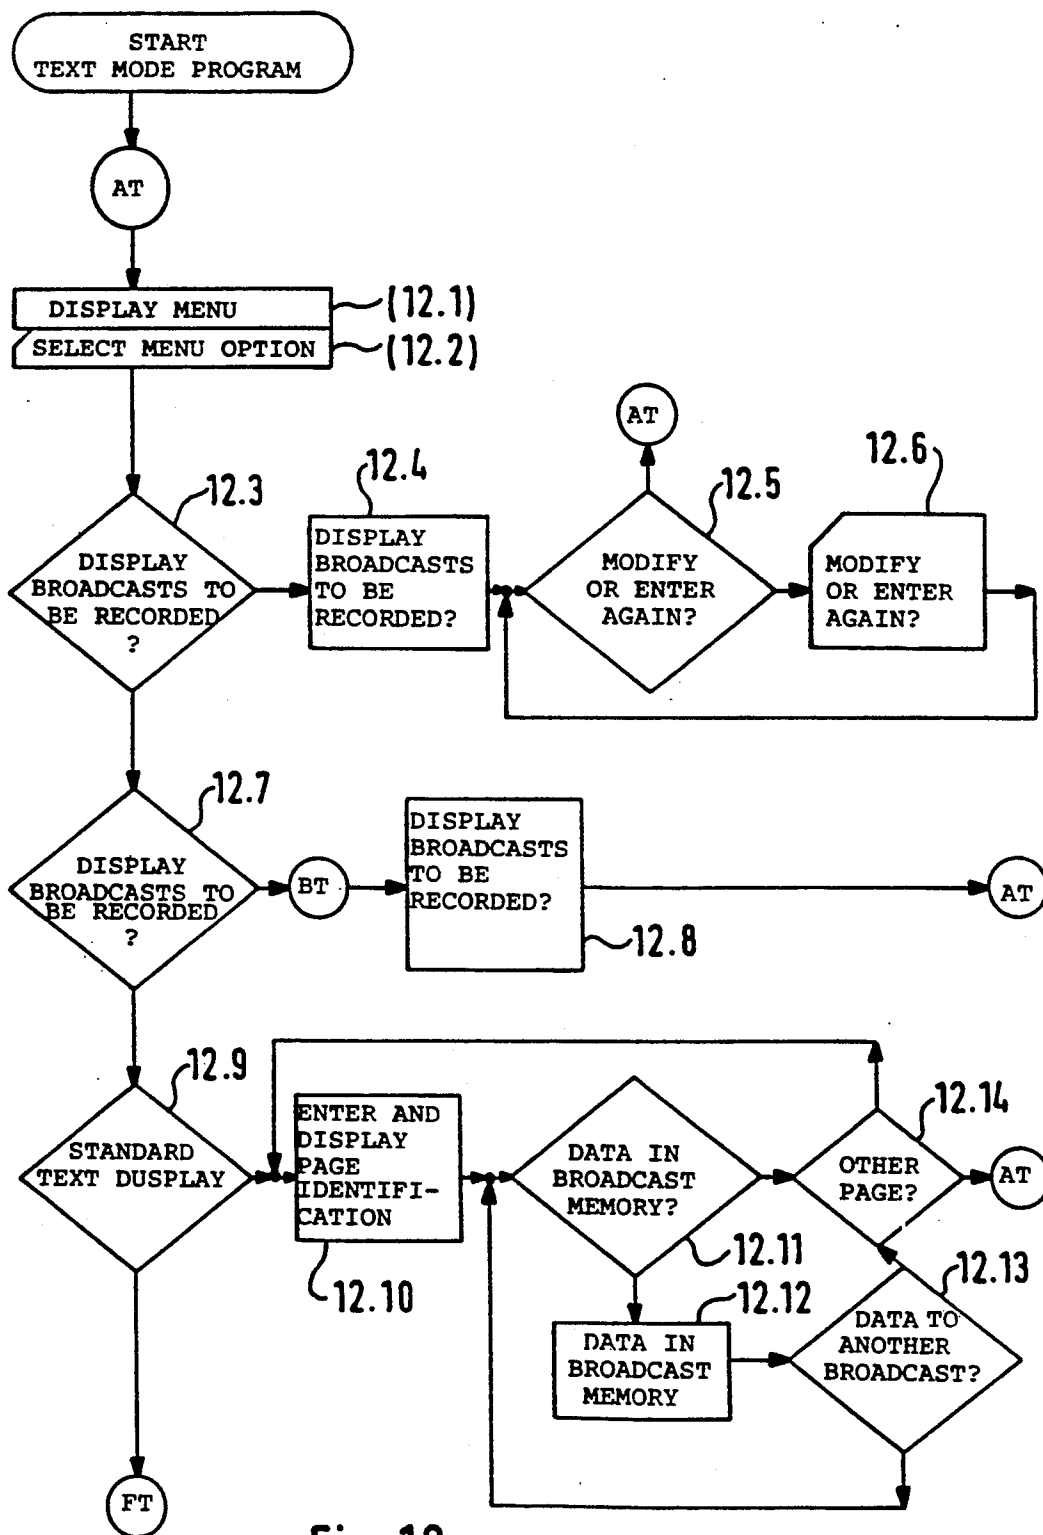 START
TEXT MODE PROGRAM
AT
DISPLAY MENU
(12.1)
SELECT MENU OPTION
(12.2)
AT
12.3
DISPLAY
BROADCASTS TO
BE RECORDED
?
12.4
DISPLAY
BROADCASTS
TO BE
RECORDED?
12.5
MODIFY
OR ENTER
AGAIN?
12.6
MODIFY
OR ENTER
AGAIN?
12.7
DISPLAY
BROADCASTS TO
BE RECORDED
?
BT
DISPLAY
BROADCASTS
TO BE
RECORDED?
12.8
AT
12.9
STANDARD
TEXT DUSPLAY
ENTER AND
DISPLAY
PAGE
IDENTIFI-
CATION
12.10
DATA IN
BROADCAST
MEMORY?
12.11
12.14
OTHER
PAGE?
AT
12.12
DATA IN
BROADCAST
MEMORY
12.13
DATA TO
ANOTHER
BROADCAST?
FT